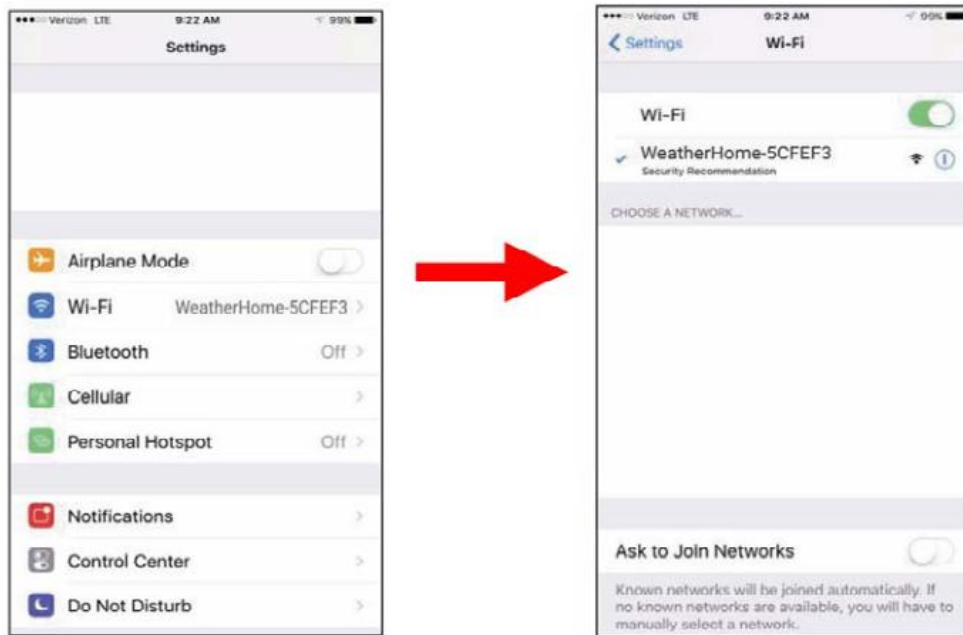 Verizon LTE 9:22 AM 99%
Settings
Airplane Mode
Wi-Fi WeatherHome-5CFEF3
Bluetooth Off
Cellular
Personal Hotspot Off
Notifications
Control Center
Do Not Disturb
Verizon LTE 9:22 AM 99%
Settings Wi-Fi
Wi-Fi
WeatherHome-5CFEF3
Security Recommendation
CHOOSE A NETWORK...
Ask to Join Networks
Known networks will be joined automatically. If
no known networks are available, you will have to
manually select a network.